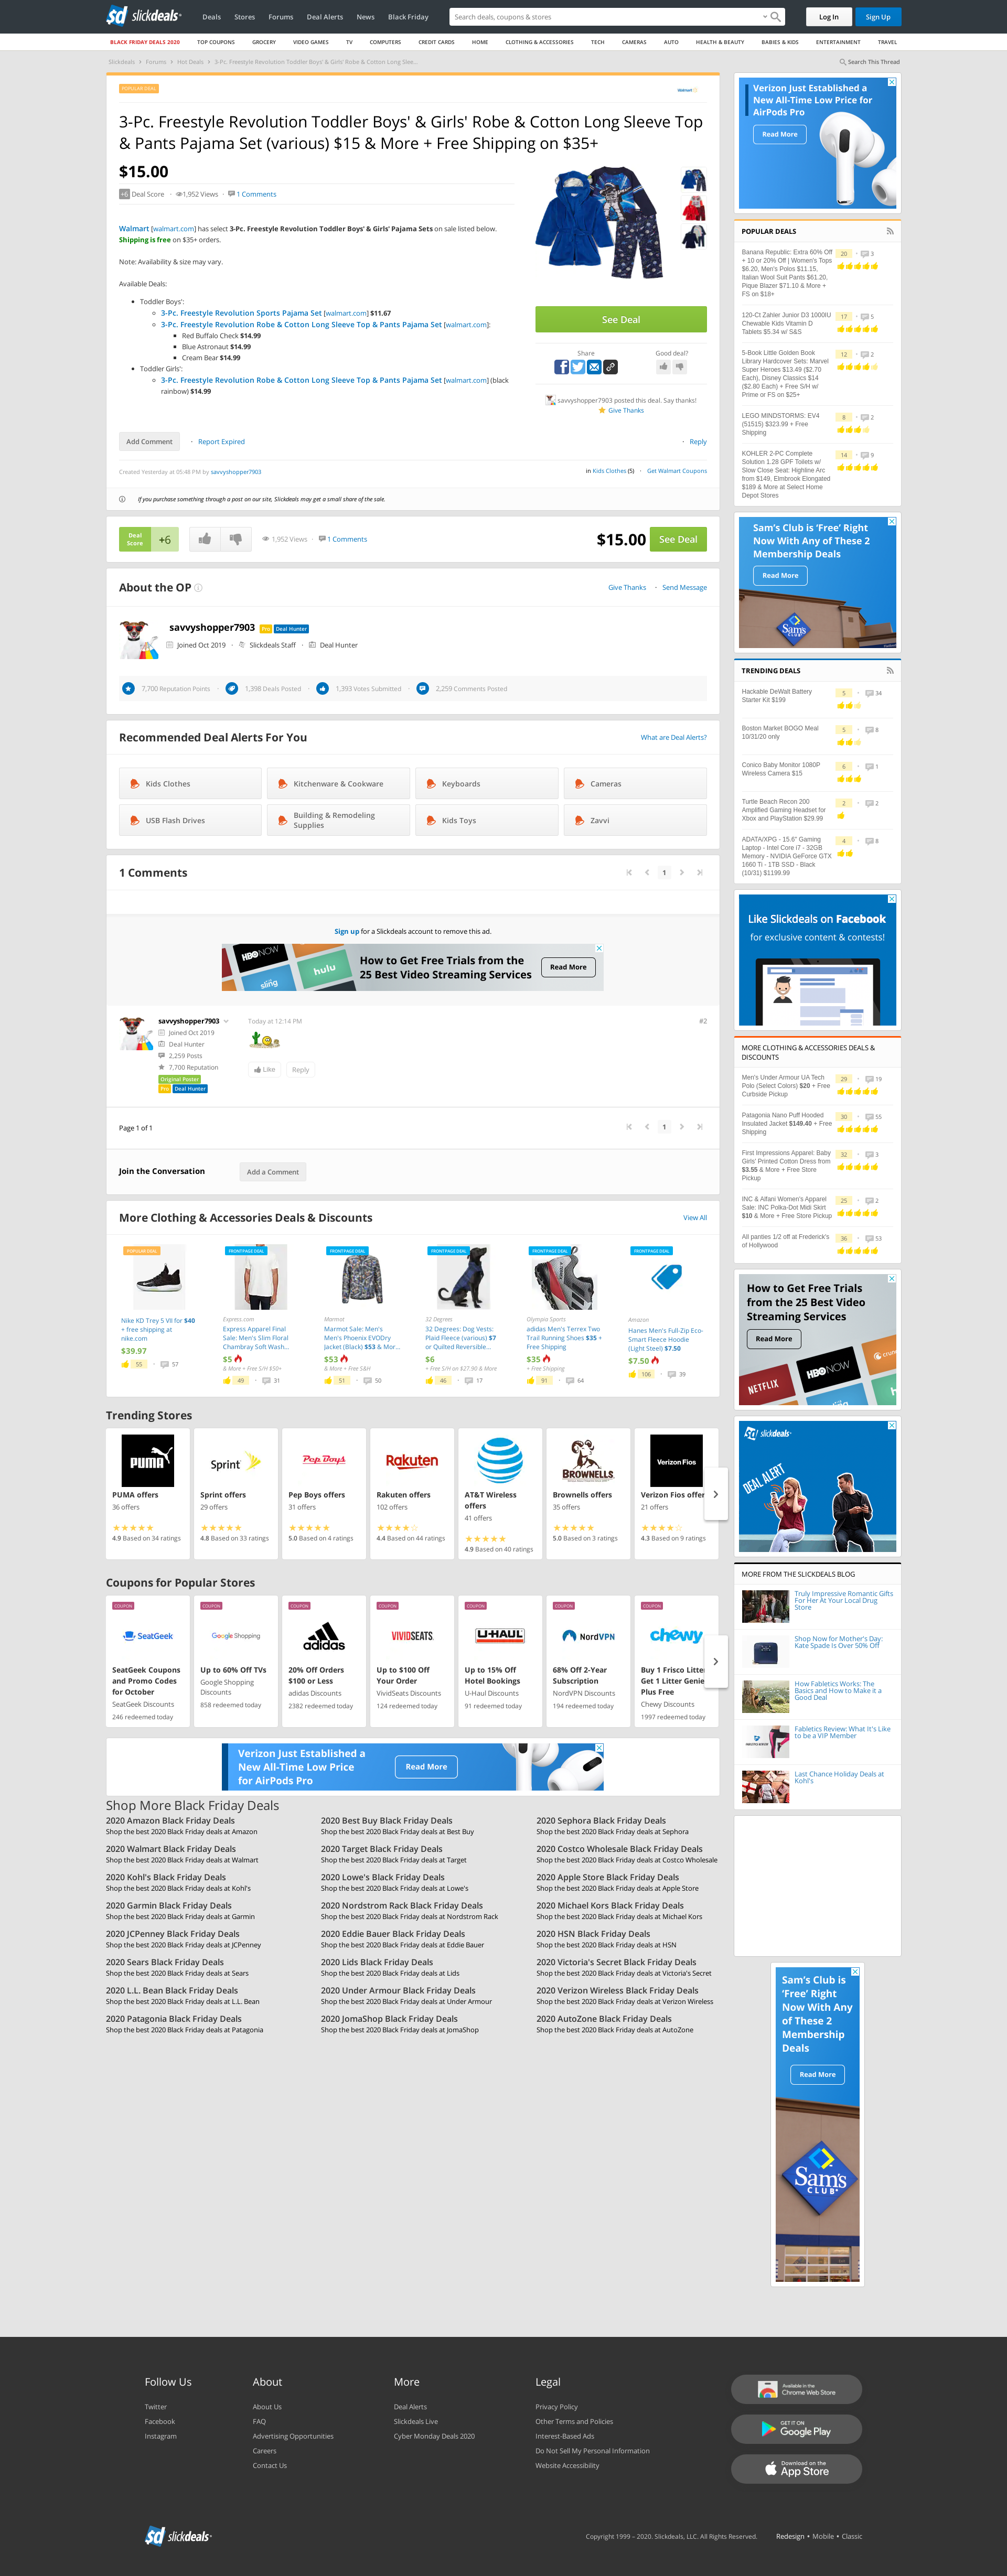 slickdeals
Deals
Stores
Forums
Deal Alerts
News
Black Friday
Search deals, coupons & stores
Log In
Sign Up
BLACK FRIDAY DEALS 2020
TOP COUPONS
GROCERY
VIDEO GAMES
TV
COMPUTERS
CREDIT CARDS
HOME
CLOTHING & ACCESSORIES
TECH
CAMERAS
AUTO
HEALTH & BEAUTY
BABIES & KIDS
ENTERTAINMENT
TRAVEL
Slickdeals
Forums
Hot Deals
3-Pc. Freestyle Revolution Toddler Boys' & Girls' Robe & Cotton Long Slee...
Search This Thread
POPULAR DEAL
Walmart
3-Pc. Freestyle Revolution Toddler Boys' & Girls' Robe & Cotton Long Sleeve Top
& Pants Pajama Set (various) $15 & More + Free Shipping on $35+
$15.00
+6 Deal Score · 1,952 Views · 1 Comments
Walmart [walmart.com] has select 3-Pc. Freestyle Revolution Toddler Boys' & Girls' Pajama Sets on sale listed below.
Shipping is free on $35+ orders.
Note: Availability & size may vary.
Available Deals:
Toddler Boys':
3-Pc. Freestyle Revolution Sports Pajama Set [walmart.com] $11.67
3-Pc. Freestyle Revolution Robe & Cotton Long Sleeve Top & Pants Pajama Set [walmart.com]:
Red Buffalo Check $14.99
Blue Astronaut $14.99
Cream Bear $14.99
Toddler Girls':
3-Pc. Freestyle Revolution Robe & Cotton Long Sleeve Top & Pants Pajama Set [walmart.com] (black
rainbow) $14.99
See Deal
Share
Good deal?
savvyshopper7903 posted this deal. Say thanks!
Give Thanks
Add Comment · Report Expired
· Reply
Created Yesterday at 05:48 PM by savvyshopper7903
in Kids Clothes (5) · Get Walmart Coupons
If you purchase something through a post on our site, Slickdeals may get a small share of the sale.
Deal
Score
+6
1,952 Views · 1 Comments
$15.00
See Deal
About the OP
Give Thanks · Send Message
savvyshopper7903 Pro Deal Hunter
Joined Oct 2019 · Slickdeals Staff · Deal Hunter
7,700 Reputation Points · 1,398 Deals Posted · 1,393 Votes Submitted · 2,259 Comments Posted
Recommended Deal Alerts For You
What are Deal Alerts?
Kids Clothes
Kitchenware & Cookware
Keyboards
Cameras
USB Flash Drives
Building & Remodeling
Supplies
Kids Toys
Zavvi
1 Comments
1
Sign up for a Slickdeals account to remove this ad.
HBO NOW
sling
hulu
How to Get Free Trials from the
25 Best Video Streaming Services
Read More
savvyshopper7903
Joined Oct 2019
Deal Hunter
2,259 Posts
7,700 Reputation
Original Poster
Pro Deal Hunter
Today at 12:14 PM
#2
Like
Reply
Page 1 of 1
1
Join the Conversation
Add a Comment
More Clothing & Accessories Deals & Discounts
View All
POPULAR DEAL
Nike KD Trey 5 VII for $40
+ free shipping at
nike.com
$39.97
55 · 57
FRONTPAGE DEAL
Express.com
Express Apparel Final
Sale: Men's Slim Floral
Chambray Soft Wash...
$5
& More + Free S/H $50+
49 · 31
FRONTPAGE DEAL
Marmot
Marmot Sale: Men's
Men's Phoenix EVODry
Jacket (Black) $53 & Mor...
$53
& More + Free S&H
51 · 50
FRONTPAGE DEAL
32 Degrees
32 Degrees: Dog Vests:
Plaid Fleece (various) $7
or Quilted Reversible...
$6
+ Free S/H on $27.90 & More
46 · 17
FRONTPAGE DEAL
Olympia Sports
adidas Men's Terrex Two
Trail Running Shoes $35 +
Free Shipping
$35
+ Free Shipping
91 · 64
FRONTPAGE DEAL
Amazon
Hanes Men's Full-Zip Eco-
Smart Fleece Hoodie
(Light Steel) $7.50
$7.50
106 · 39
Trending Stores
PUMA
PUMA offers
36 offers
4.9 Based on 34 ratings
Sprint
Sprint offers
29 offers
4.8 Based on 33 ratings
Pep Boys
Pep Boys offers
31 offers
5.0 Based on 4 ratings
Rakuten
Rakuten offers
102 offers
4.4 Based on 44 ratings
AT&T Wireless
offers
41 offers
4.9 Based on 40 ratings
BROWNELLS
Brownells offers
35 offers
5.0 Based on 3 ratings
Verizon Fios
Verizon Fios offers
21 offers
4.3 Based on 9 ratings
Coupons for Popular Stores
COUPON
SeatGeek
SeatGeek Coupons
and Promo Codes
for October
SeatGeek Discounts
246 redeemed today
COUPON
Google Shopping
Up to 60% Off TVs
Google Shopping
Discounts
858 redeemed today
COUPON
adidas
20% Off Orders
$100 or Less
adidas Discounts
2382 redeemed today
COUPON
VIVIDSEATS
Up to $100 Off
Your Order
VividSeats Discounts
124 redeemed today
COUPON
U-HAUL
Up to 15% Off
Hotel Bookings
U-Haul Discounts
91 redeemed today
COUPON
NordVPN
68% Off 2-Year
Subscription
NordVPN Discounts
194 redeemed today
COUPON
chewy
Buy 1 Frisco Litter
Get 1 Litter Genie
Plus Free
Chewy Discounts
1997 redeemed today
Verizon Just Established a
New All-Time Low Price
for AirPods Pro
Read More
Shop More Black Friday Deals
2020 Amazon Black Friday Deals
Shop the best 2020 Black Friday deals at Amazon
2020 Best Buy Black Friday Deals
Shop the best 2020 Black Friday deals at Best Buy
2020 Sephora Black Friday Deals
Shop the best 2020 Black Friday deals at Sephora
2020 Walmart Black Friday Deals
Shop the best 2020 Black Friday deals at Walmart
2020 Target Black Friday Deals
Shop the best 2020 Black Friday deals at Target
2020 Costco Wholesale Black Friday Deals
Shop the best 2020 Black Friday deals at Costco Wholesale
2020 Kohl's Black Friday Deals
Shop the best 2020 Black Friday deals at Kohl's
2020 Lowe's Black Friday Deals
Shop the best 2020 Black Friday deals at Lowe's
2020 Apple Store Black Friday Deals
Shop the best 2020 Black Friday deals at Apple Store
2020 Garmin Black Friday Deals
Shop the best 2020 Black Friday deals at Garmin
2020 Nordstrom Rack Black Friday Deals
Shop the best 2020 Black Friday deals at Nordstrom Rack
2020 Michael Kors Black Friday Deals
Shop the best 2020 Black Friday deals at Michael Kors
2020 JCPenney Black Friday Deals
Shop the best 2020 Black Friday deals at JCPenney
2020 Eddie Bauer Black Friday Deals
Shop the best 2020 Black Friday deals at Eddie Bauer
2020 HSN Black Friday Deals
Shop the best 2020 Black Friday deals at HSN
2020 Sears Black Friday Deals
Shop the best 2020 Black Friday deals at Sears
2020 Lids Black Friday Deals
Shop the best 2020 Black Friday deals at Lids
2020 Victoria's Secret Black Friday Deals
Shop the best 2020 Black Friday deals at Victoria's Secret
2020 L.L. Bean Black Friday Deals
Shop the best 2020 Black Friday deals at L.L. Bean
2020 Under Armour Black Friday Deals
Shop the best 2020 Black Friday deals at Under Armour
2020 Verizon Wireless Black Friday Deals
Shop the best 2020 Black Friday deals at Verizon Wireless
2020 Patagonia Black Friday Deals
Shop the best 2020 Black Friday deals at Patagonia
2020 JomaShop Black Friday Deals
Shop the best 2020 Black Friday deals at JomaShop
2020 AutoZone Black Friday Deals
Shop the best 2020 Black Friday deals at AutoZone
Verizon Just Established a
New All-Time Low Price for
AirPods Pro
Read More
POPULAR DEALS
Banana Republic: Extra 60% Off
+ 10 or 20% Off | Women's Tops
$6.20, Men's Polos $11.15,
Italian Wool Suit Pants $61.20,
Pique Blazer $71.10 & More +
FS on $18+
20 · 3
120-Ct Zahler Junior D3 1000IU
Chewable Kids Vitamin D
Tablets $5.34 w/ S&S
17 · 5
5-Book Little Golden Book
Library Hardcover Sets: Marvel
Super Heroes $13.49 ($2.70
Each), Disney Classics $14
($2.80 Each) + Free S/H w/
Prime or FS on $25+
12 · 2
LEGO MINDSTORMS: EV4
(51515) $323.99 + Free
Shipping
8 · 2
KOHLER 2-PC Complete
Solution 1.28 GPF Toilets w/
Slow Close Seat: Highline Arc
from $149, Elmbrook Elongated
$189 & More at Select Home
Depot Stores
14 · 9
Sam's Club is 'Free' Right
Now With Any of These 2
Membership Deals
Read More
Sam's
TRENDING DEALS
Hackable DeWalt Battery
Starter Kit $199
5 · 34
Boston Market BOGO Meal
10/31/20 only
5 · 8
Conico Baby Monitor 1080P
Wireless Camera $15
6 · 1
Turtle Beach Recon 200
Amplified Gaming Headset for
Xbox and PlayStation $29.99
2 · 2
ADATA/XPG - 15.6" Gaming
Laptop - Intel Core i7 - 32GB
Memory - NVIDIA GeForce GTX
1660 Ti - 1TB SSD - Black
(10/31) $1199.99
4 · 8
Like Slickdeals on Facebook
for exclusive content & contests!
MORE CLOTHING & ACCESSORIES DEALS &
DISCOUNTS
Men's Under Armour UA Tech
Polo (Select Colors) $20 + Free
Curbside Pickup
29 · 19
Patagonia Nano Puff Hooded
Insulated Jacket $149.40 + Free
Shipping
30 · 55
First Impressions Apparel: Baby
Girls' Printed Cotton Dress from
$3.55 & More + Free Store
Pickup
32 · 3
INC & Alfani Women's Apparel
Sale: INC Polka-Dot Midi Skirt
$10 & More + Free Store Pickup
25 · 2
All panties 1/2 off at Frederick's
of Hollywood
36 · 53
How to Get Free Trials
from the 25 Best Video
Streaming Services
Read More
NETFLIX
HBO NOW
crunchyroll
sling
hulu
slickdeals
DEAL ALERT
MORE FROM THE SLICKDEALS BLOG
Truly Impressive Romantic Gifts
For Her At Your Local Drug
Store
Shop Now for Mother's Day:
Kate Spade Is Over 50% Off
How Fabletics Works: The
Basics and How to Make it a
Good Deal
Fabletics Review: What It's Like
to be a VIP Member
Last Chance Holiday Deals at
Kohl's
Sam's Club is
'Free' Right
Now With Any
of These 2
Membership
Deals
Read More
Sam's
CLUB
Follow Us
Twitter
Facebook
Instagram
About
About Us
FAQ
Advertising Opportunities
Careers
Contact Us
More
Deal Alerts
Slickdeals Live
Cyber Monday Deals 2020
Legal
Privacy Policy
Other Terms and Policies
Interest-Based Ads
Do Not Sell My Personal Information
Website Accessibility
Available in the
Chrome Web Store
GET IT ON
Google Play
Download on the
App Store
slickdeals
Copyright 1999 – 2020. Slickdeals, LLC. All Rights Reserved.
Redesign • Mobile • Classic